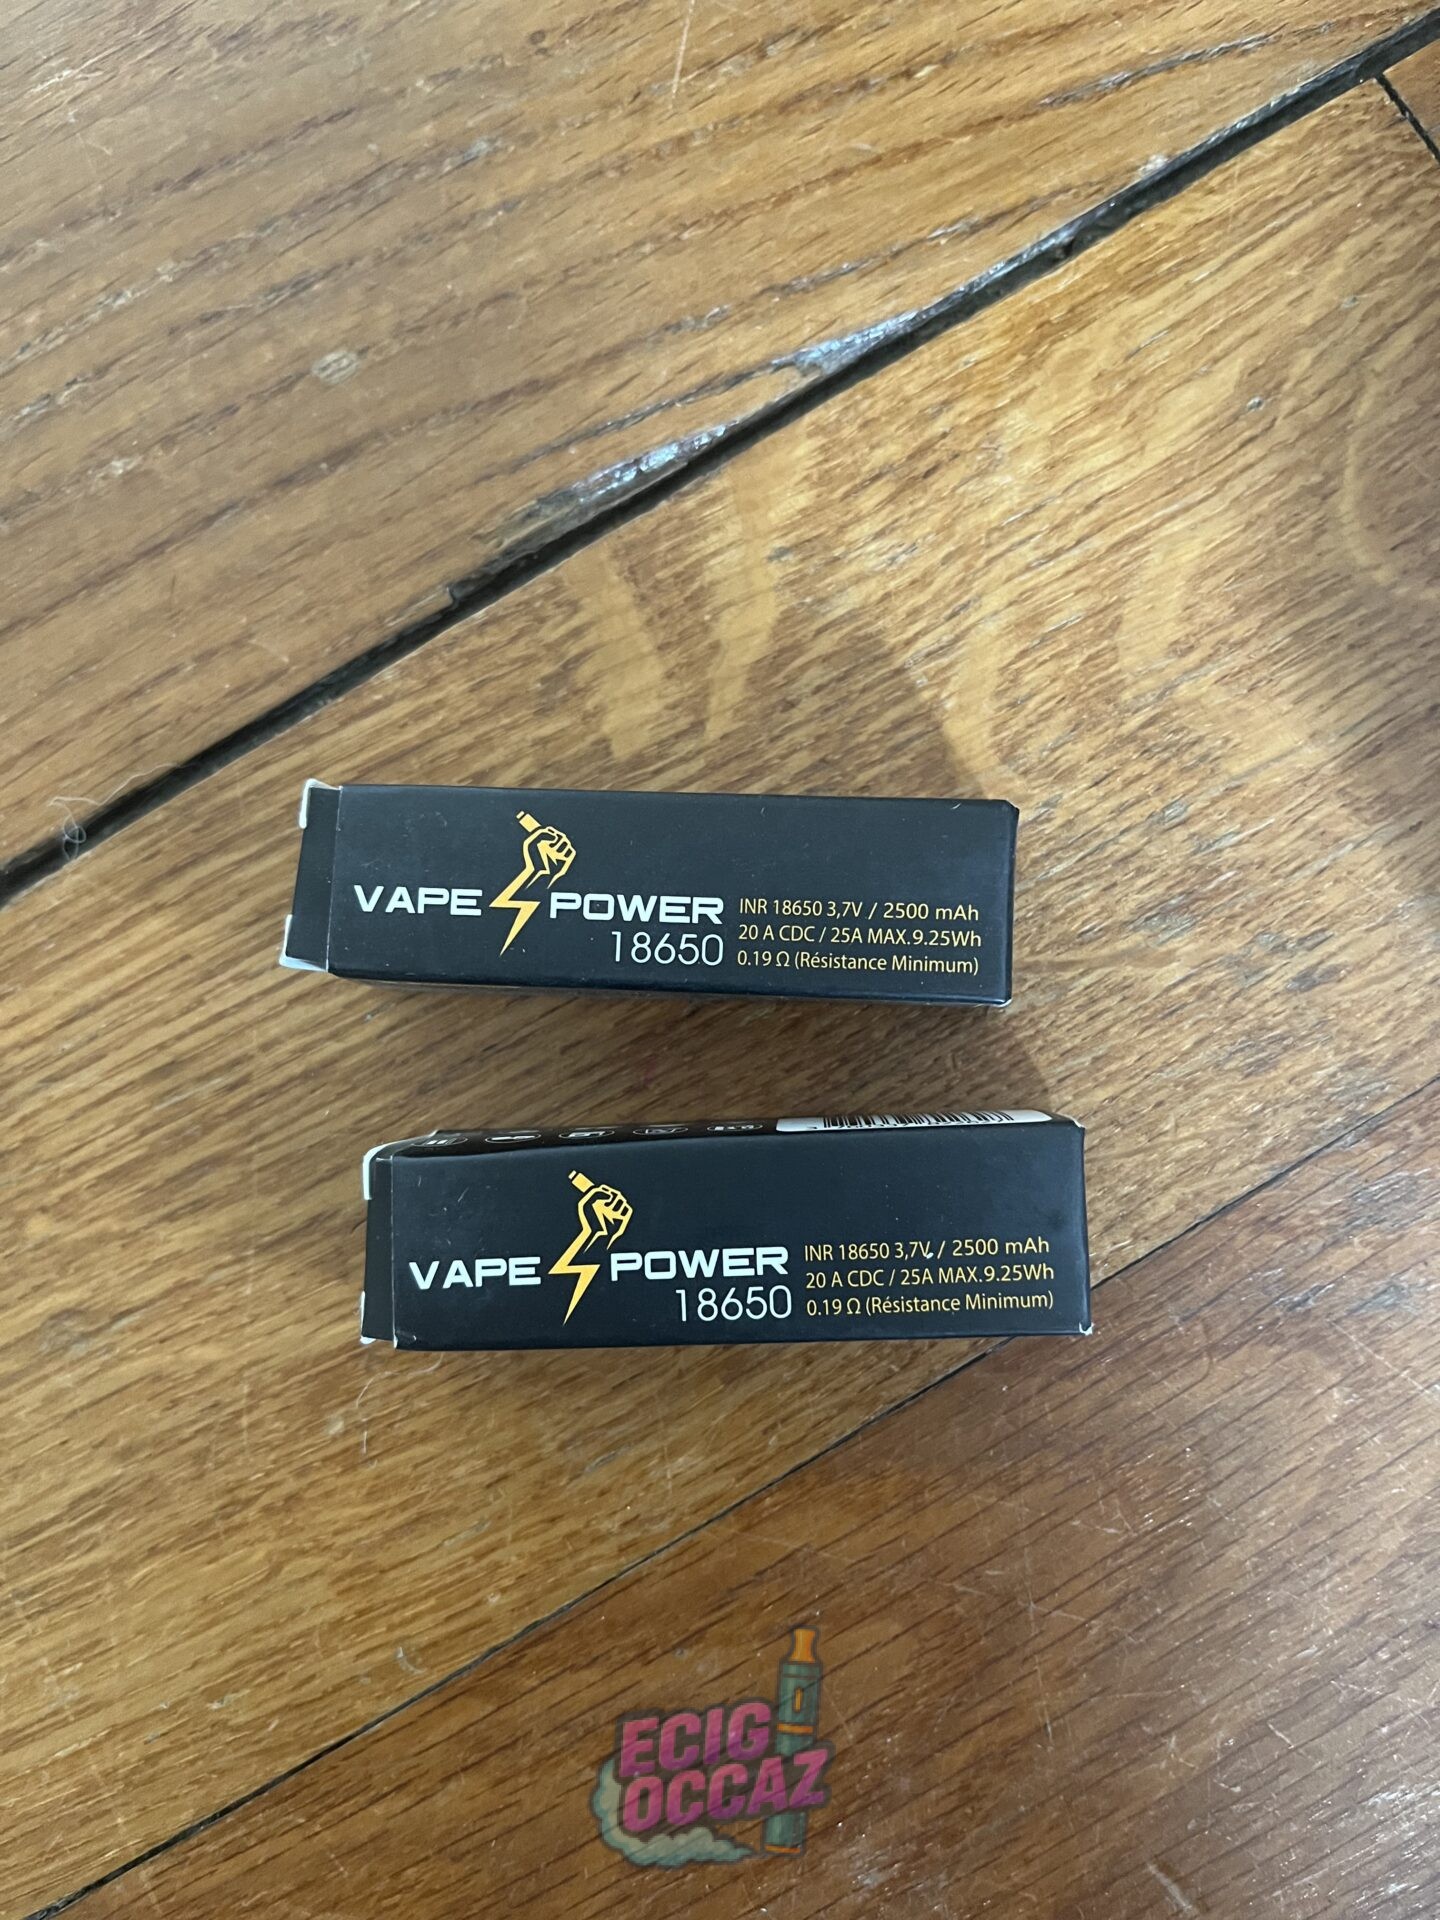 VAPE POWER
18650
INR 18650 3,7V / 2500 mAh
20 A CDC / 25A MAX.9.25Wh
0.19 Ω (Résistance Minimum)
VAPE POWER
18650
INR 18650 3,7V / 2500 mAh
20 A CDC / 25A MAX.9.25Wh
0.19 Ω (Résistance Minimum)
ECIG
OCCAZ